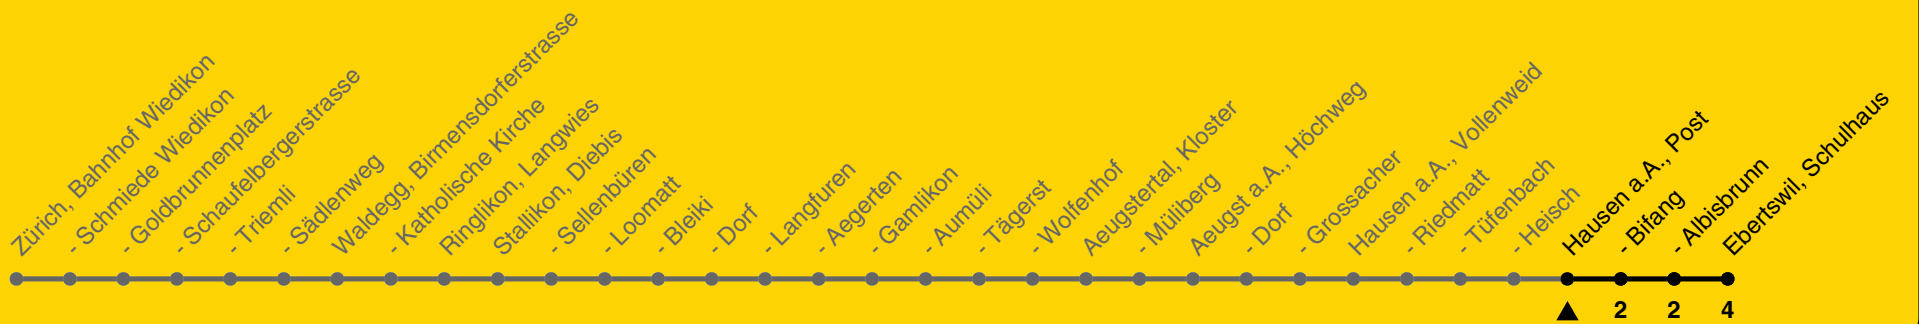 Zürich, Bahnhof Wiedikon
- Schmiede Wiedikon
- Goldbrunnenplatz
- Schaufelbergerstrasse
- Triemli
- Sädlenweg
Waldegg, Birmensdorferstrasse
- Katholische Kirche
Ringlikon, Langwies
Stallikon, Diebis
- Sellenbüren
- Loomatt
- Bleiki
- Dorf
- Langfuren
- Aegerten
- Gamlikon
- Aumüli
- Tägerst
- Wolfenhof
Aeugstertal, Kloster
- Müliberg
Aeugst a.A., Höchweg
- Dorf
- Grossacher
Hausen a.A., Vollenweid
- Riedmatt
- Tüfenbach
- Heisch
Hausen a.A., Post
- Bifang
- Albisbrunn
Ebertswil, Schulhaus
2 2 4